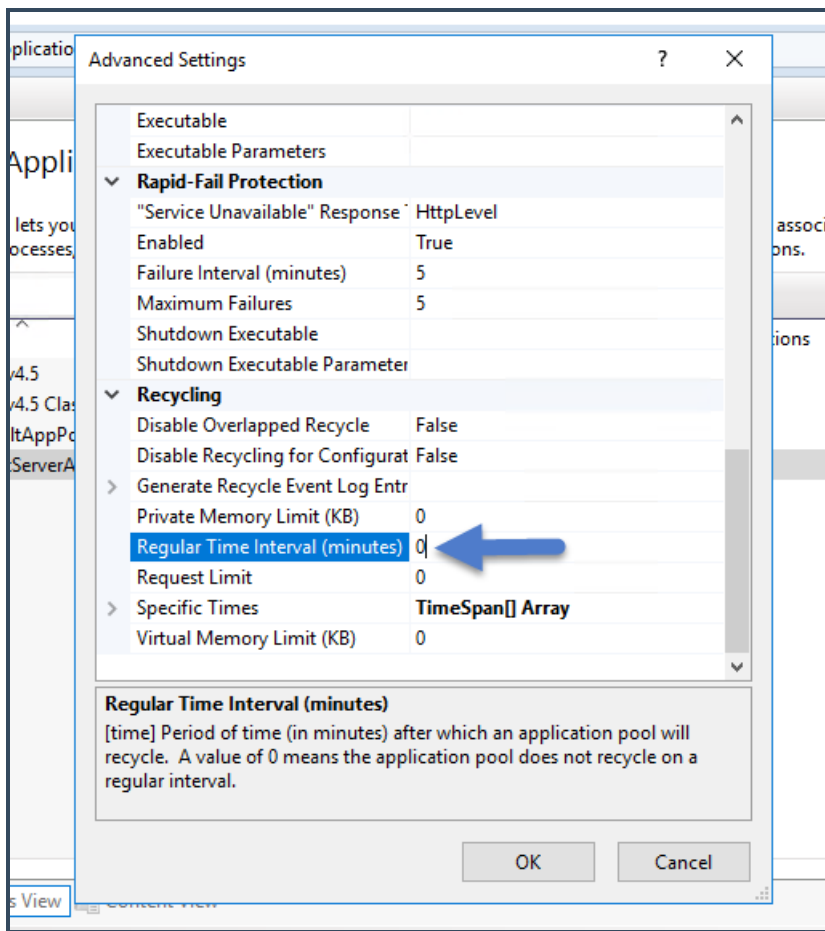 plicatio
Advanced Settings ? ×
Appli
lets you
ocesses,
associ
ons.
ions
v4.5
v4.5 Clas
ltAppPo
tServerA
Executable
Executable Parameters
Rapid-Fail Protection
"Service Unavailable" Response T HttpLevel
Enabled True
Failure Interval (minutes) 5
Maximum Failures 5
Shutdown Executable
Shutdown Executable Parameter
Recycling
Disable Overlapped Recycle False
Disable Recycling for Configurat False
Generate Recycle Event Log Entr
Private Memory Limit (KB) 0
Regular Time Interval (minutes) 0
Request Limit 0
Specific Times TimeSpan[] Array
Virtual Memory Limit (KB) 0
Regular Time Interval (minutes)
[time] Period of time (in minutes) after which an application pool will
recycle. A value of 0 means the application pool does not recycle on a
regular interval.
OK Cancel
s View Content View